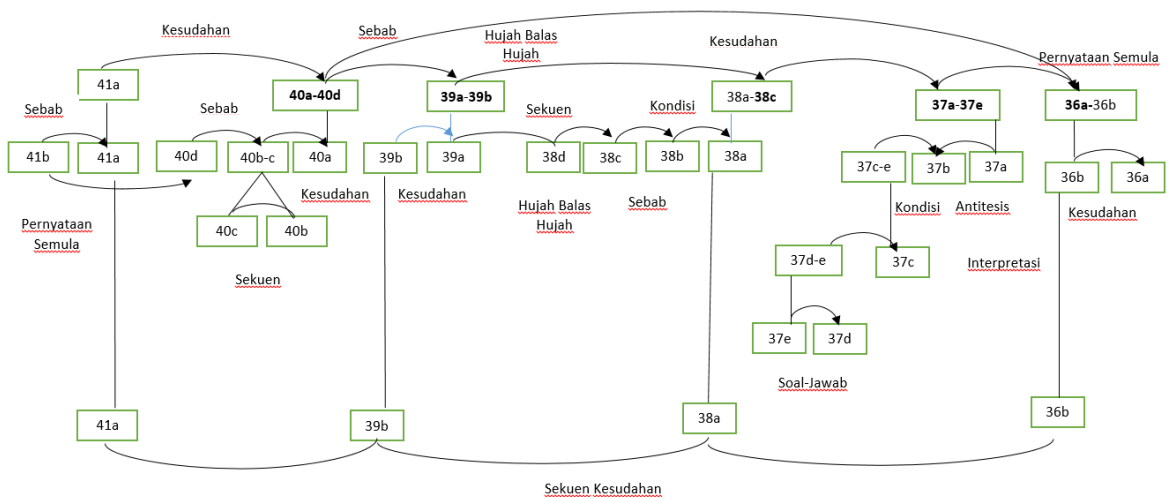 Kesudahan
Sebab
Hujah Balas
Hujah
Kesudahan
Pernyataan Semula
41a
40a-40d
39a-39b
38a-38c
37a-37e
36a-36b
Sebab
Sebab
Sekuen
Kondisi
41b
41a
40d
40b-c
40a
39b
39a
38d
38c
38b
38a
37c-e
37b
37a
36b
36a
Kesudahan
Kesudahan
Hujah Balas
Hujah
Sebab
Kondisi
Antitesis
Kesudahan
Pernyataan
Semula
40c
40b
37d-e
37c
Interpretasi
Sekuen
37e
37d
Soal-Jawab
41a
39b
38a
36b
Sekuen Kesudahan